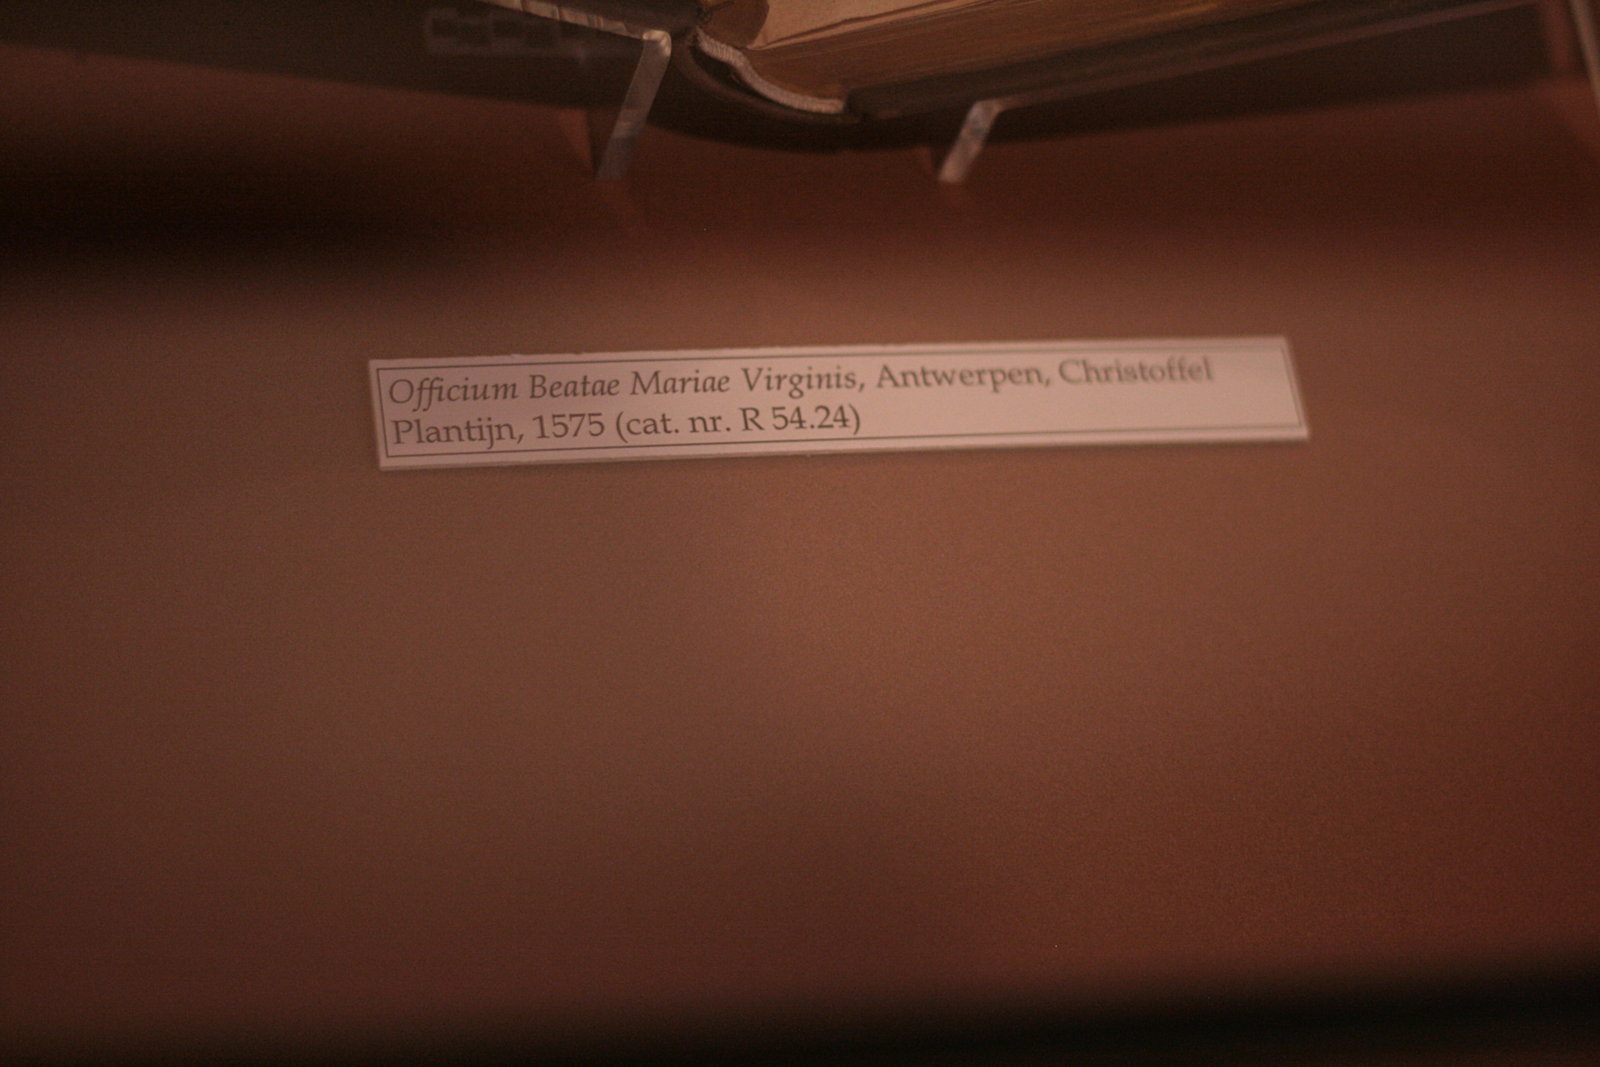 Officium Beatae Mariae Virginis, Antwerpen, Christoffel
Plantijn, 1575 (cat. nr. R 54.24)